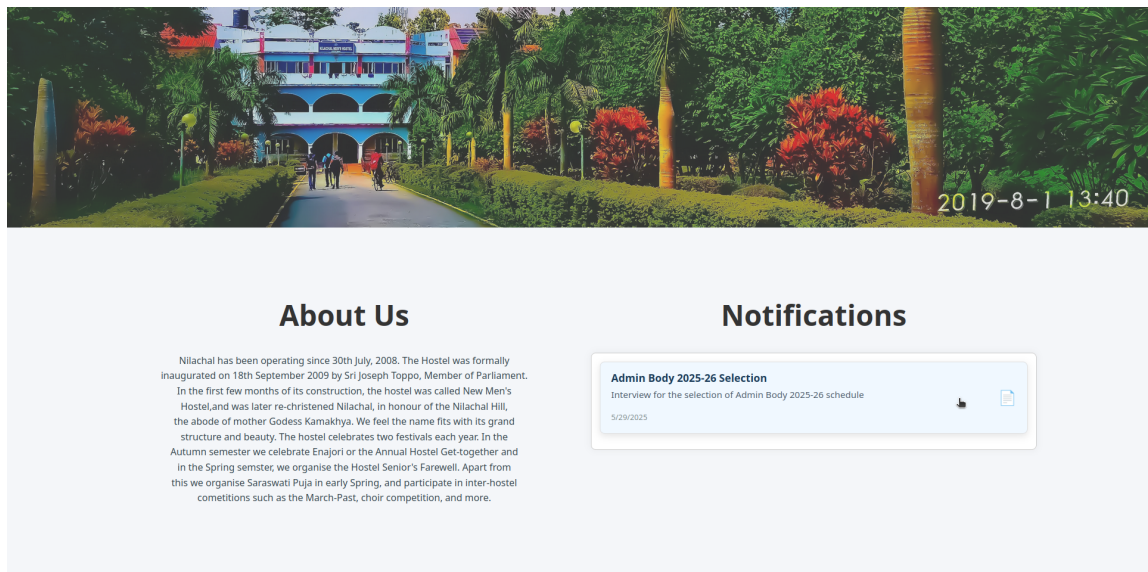 NILACHAL MEN'S HOSTEL
2019-8-1 13:40
About Us
Nilachal has been operating since 30th July, 2008. The Hostel was formally
inaugurated on 18th September 2009 by Sri Joseph Toppo, Member of Parliament.
In the first few months of its construction, the hostel was called New Men's
Hostel,and was later re-christened Nilachal, in honour of the Nilachal Hill,
the abode of mother Godess Kamakhya. We feel the name fits with its grand
structure and beauty. The hostel celebrates two festivals each year. In the
Autumn semester we celebrate Enajori or the Annual Hostel Get-together and
in the Spring semster, we organise the Hostel Senior's Farewell. Apart from
this we organise Saraswati Puja in early Spring, and participate in inter-hostel
cometitions such as the March-Past, choir competition, and more.
Notifications
Admin Body 2025-26 Selection
Interview for the selection of Admin Body 2025-26 schedule
5/29/2025